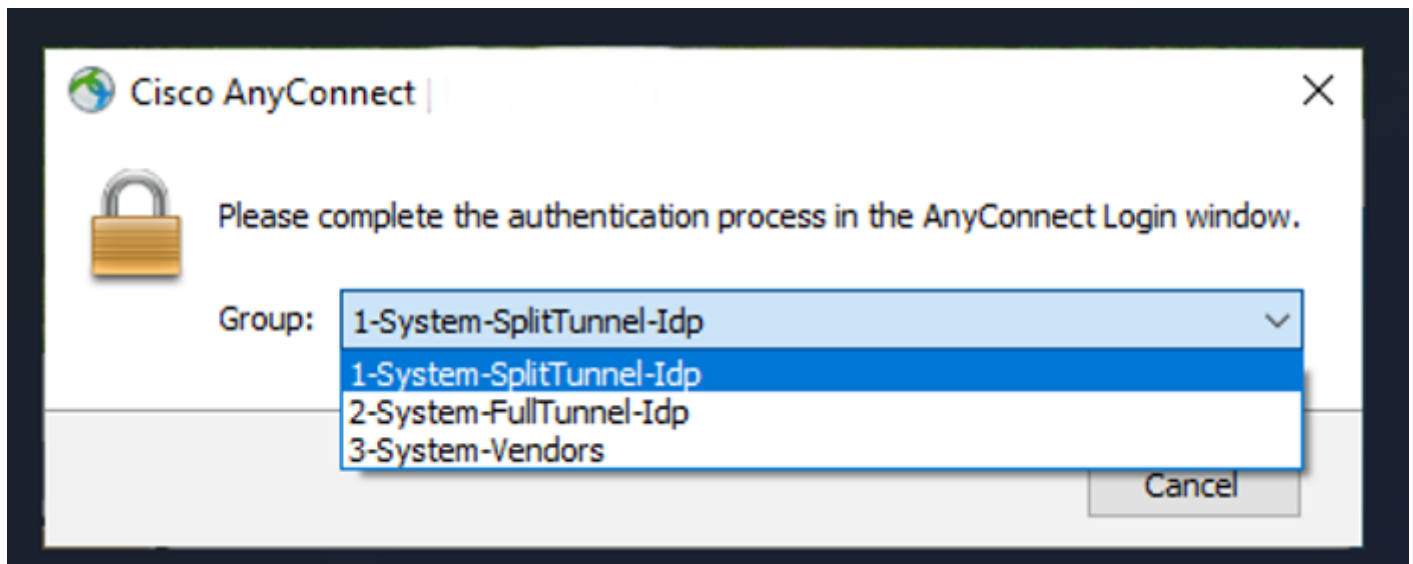 Cisco AnyConnect |
Please complete the authentication process in the AnyConnect Login window.
Group: 1-System-SplitTunnel-Idp
1-System-SplitTunnel-Idp
2-System-FullTunnel-Idp
3-System-Vendors
Cancel